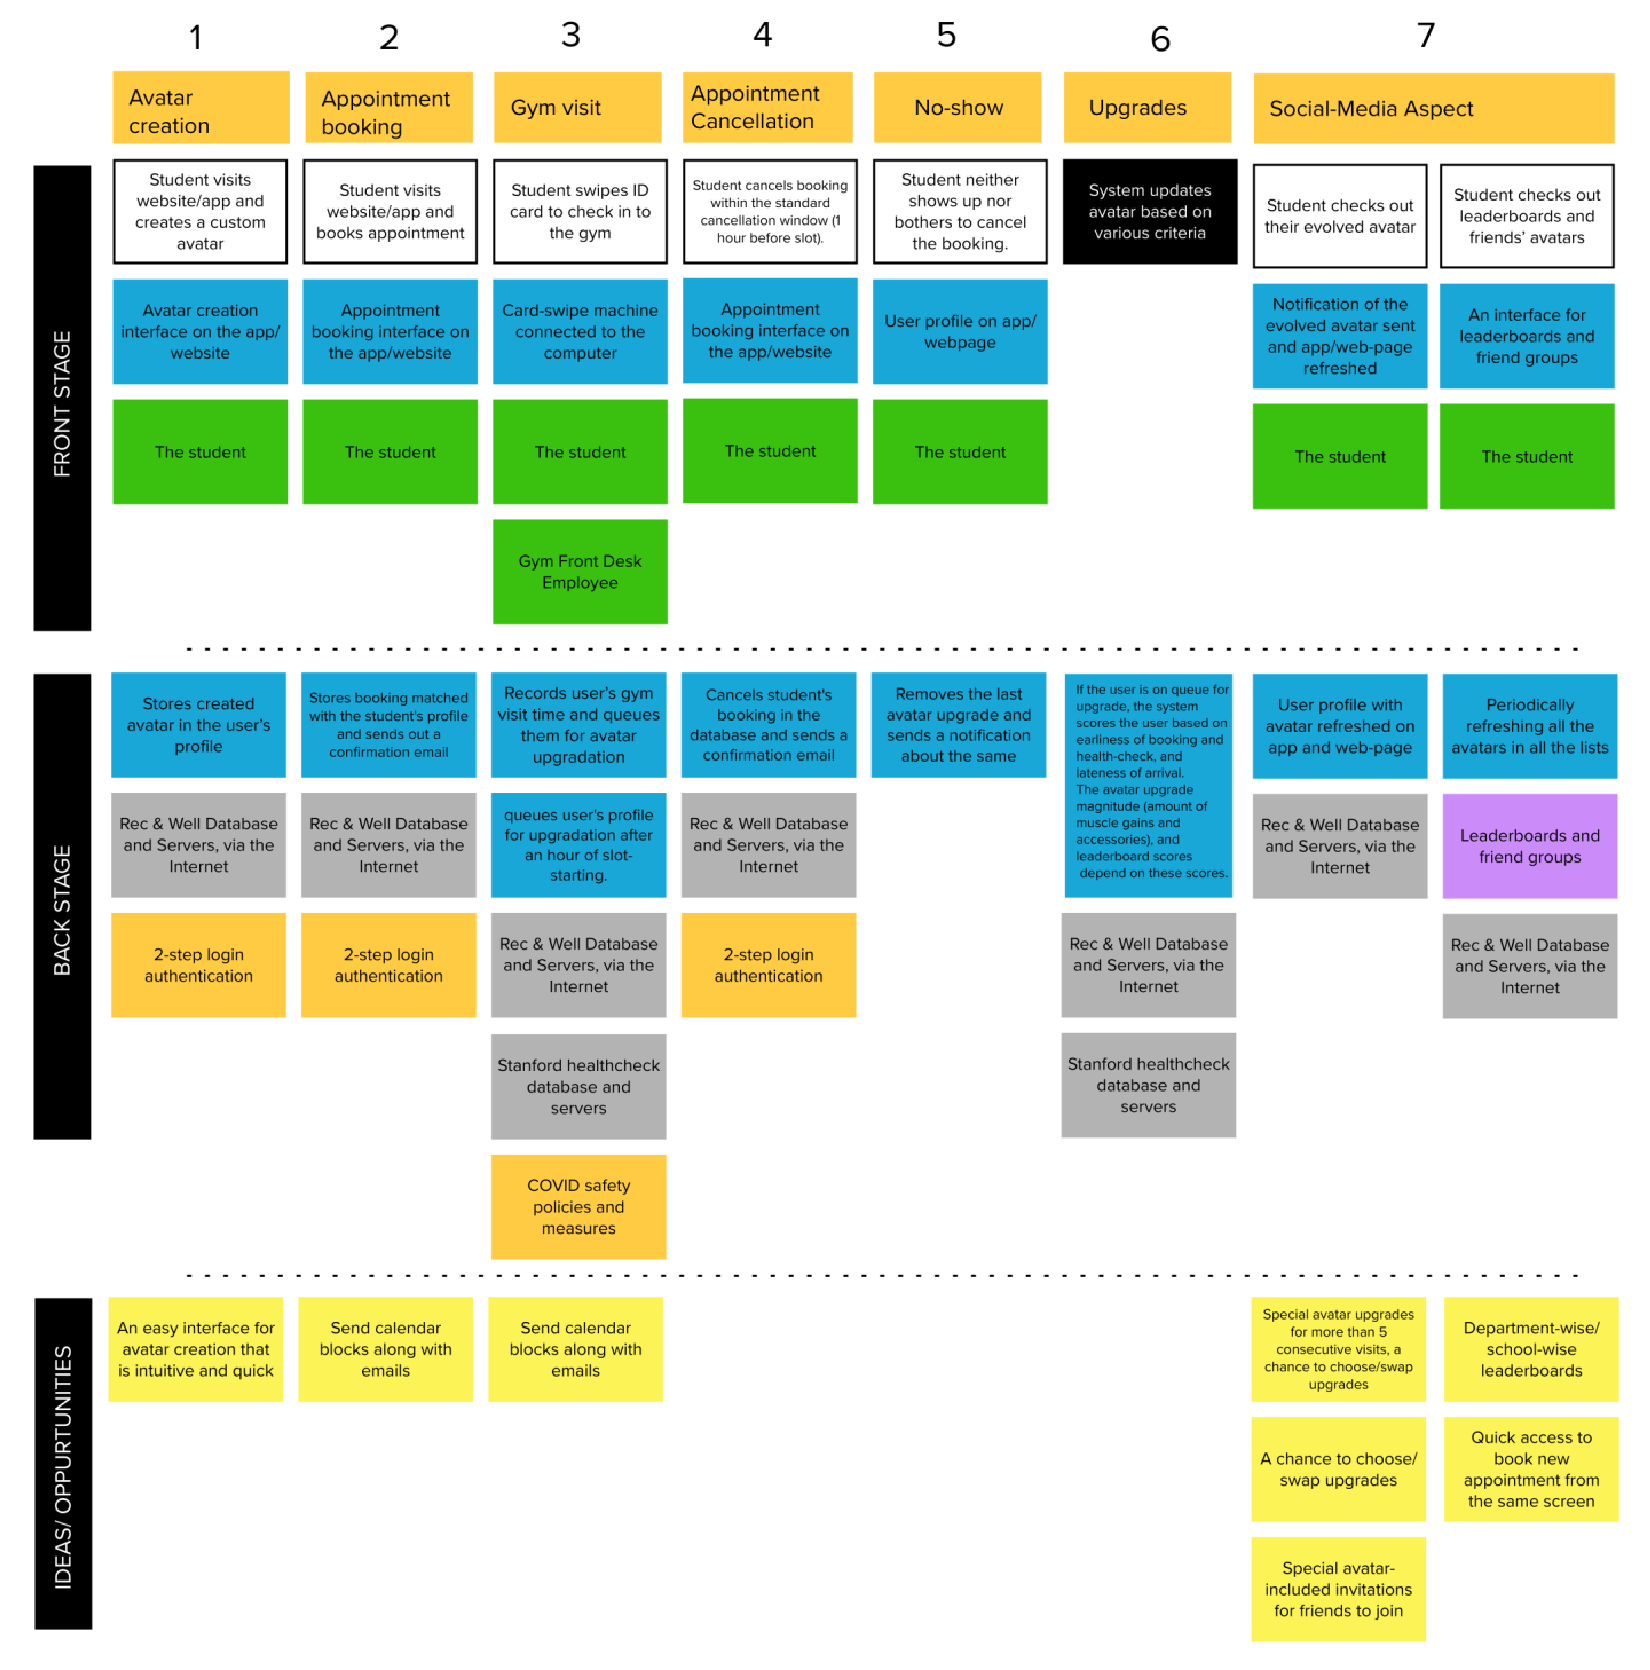 1
2
3
4
5
6
7
Avatar
creation
Appointment
booking
Gym visit
Appointment
Cancellation
No-show
Upgrades
Social-Media Aspect
FRONT STAGE
Student visits
website/app and
creates a custom
avatar
Student visits
website/app and
books appointment
Student swipes ID
card to check in to
the gym
Student cancels booking
within the standard
cancellation window (1
hour before slot).
Student neither
shows up nor
bothers to cancel
the booking.
System updates
avatar based on
various criteria
Student checks out
their evolved avatar
Student checks out
leaderboards and
friends' avatars
Avatar creation
interface on the app/
website
Appointment
booking interface on
the app/website
Card-swipe machine
connected to the
computer
Appointment
booking interface on
the app/website
User profile on app/
webpage
Notification of the
evolved avatar sent
and app/web-page
refreshed
An interface for
leaderboards and
friend groups
The student
The student
The student
The student
The student
The student
The student
Gym Front Desk
Employee
BACK STAGE
Stores created
avatar in the user's
profile
Stores booking matched
with the student's profile
and sends out a
confirmation email
Records user's gym
visit time and queues
them for avatar
upgradation
Cancels student's
booking in the
database and sends a
confirmation email
Removes the last
avatar upgrade and
sends a notification
about the same
If the user is on queue for
upgrade, the system
scores the user based on
earliness of booking and
health-check, and
lateness of arrival.
The avatar upgrade
magnitude (amount of
muscle gains and
accessories), and
leaderboard scores
depend on these scores.
User profile with
avatar refreshed on
app and web-page
Periodically
refreshing all the
avatars in all the lists
Rec & Well Database
and Servers, via the
Internet
Rec & Well Database
and Servers, via the
Internet
queues user's profile
for upgradation after
an hour of slot-
starting.
Rec & Well Database
and Servers, via the
Internet
Rec & Well Database
and Servers, via the
Internet
Leaderboards and
friend groups
2-step login
authentication
2-step login
authentication
Rec & Well Database
and Servers, via the
Internet
2-step login
authentication
Rec & Well Database
and Servers, via the
Internet
Rec & Well Database
and Servers, via the
Internet
Stanford healthcheck
database and
servers
Stanford healthcheck
database and
servers
COVID safety
policies and
measures
IDEAS/ OPPURTUNITIES
An easy interface for
avatar creation that
is intuitive and quick
Send calendar
blocks along with
emails
Send calendar
blocks along with
emails
Special avatar upgrades
for more than 5
consecutive visits, a
chance to choose/swap
upgrades
Department-wise/
school-wise
leaderboards
A chance to choose/
swap upgrades
Quick access to
book new
appointment from
the same screen
Special avatar-
included invitations
for friends to join